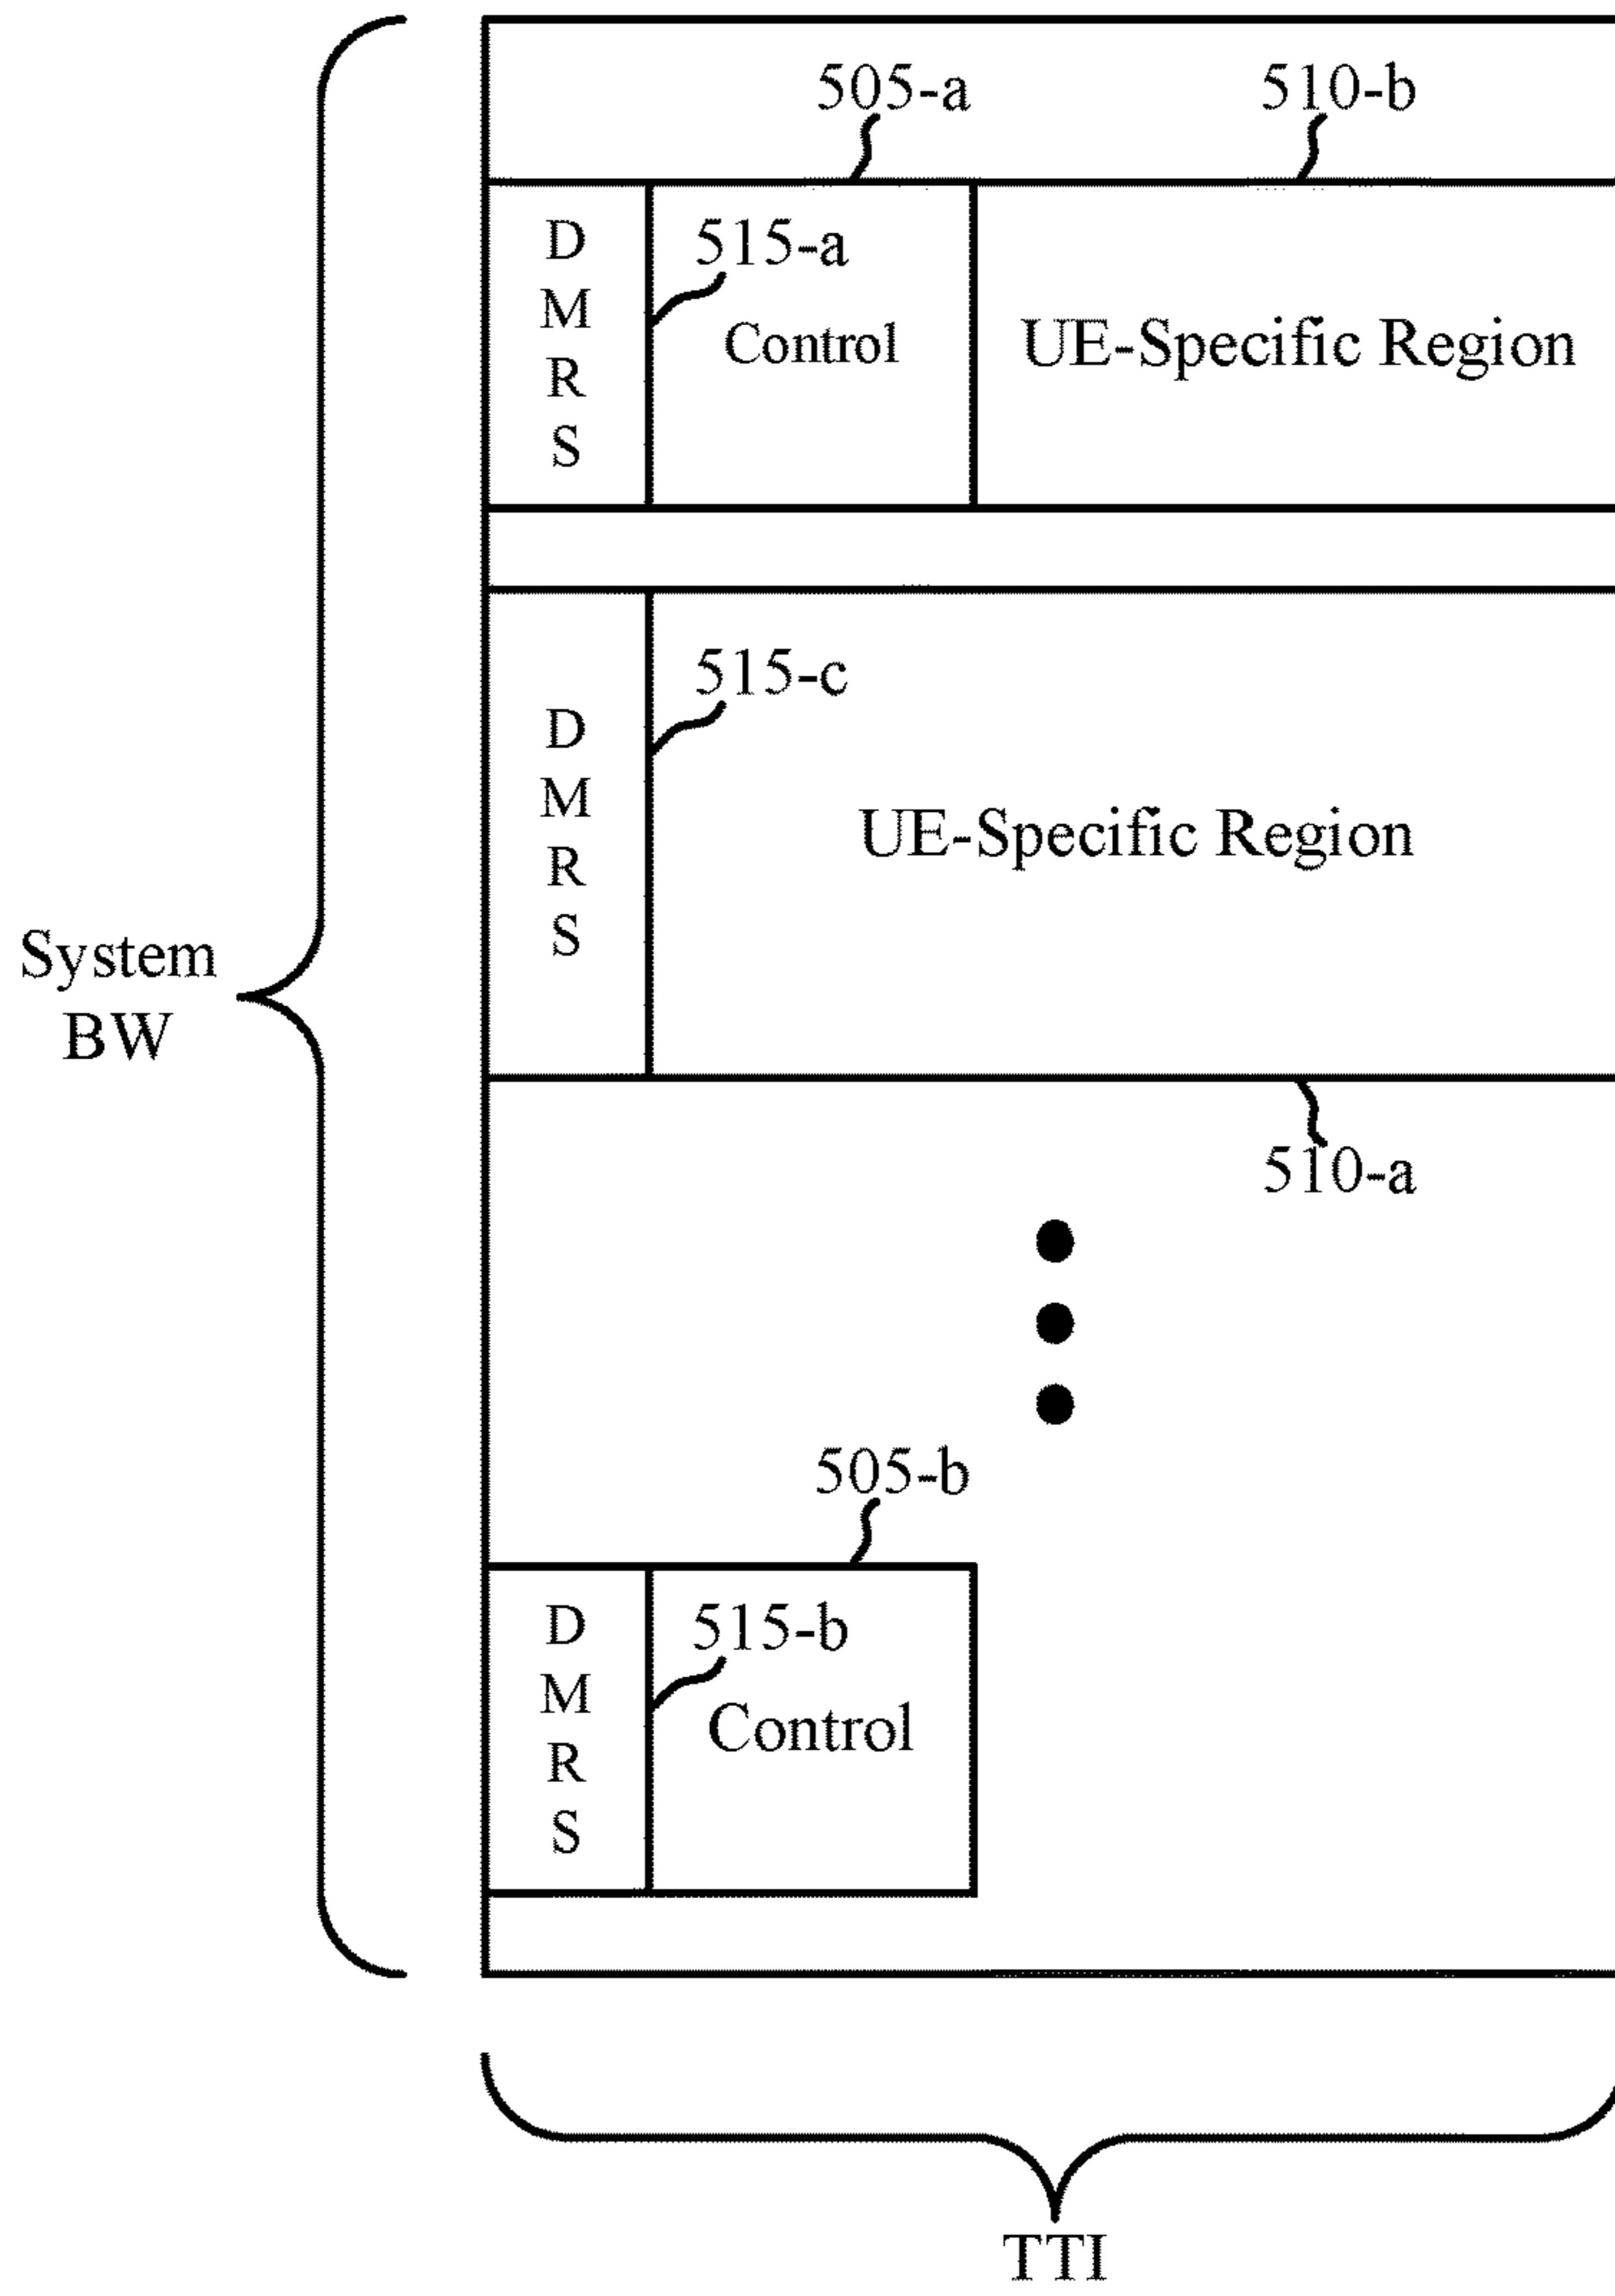 505-a
510-b
D
M
R
S
515-a
Control
UE-Specific Region
D
M
R
S
515-c
UE-Specific Region
System
BW
510-a
505-b
D
M
R
S
515-b
Control
TTI